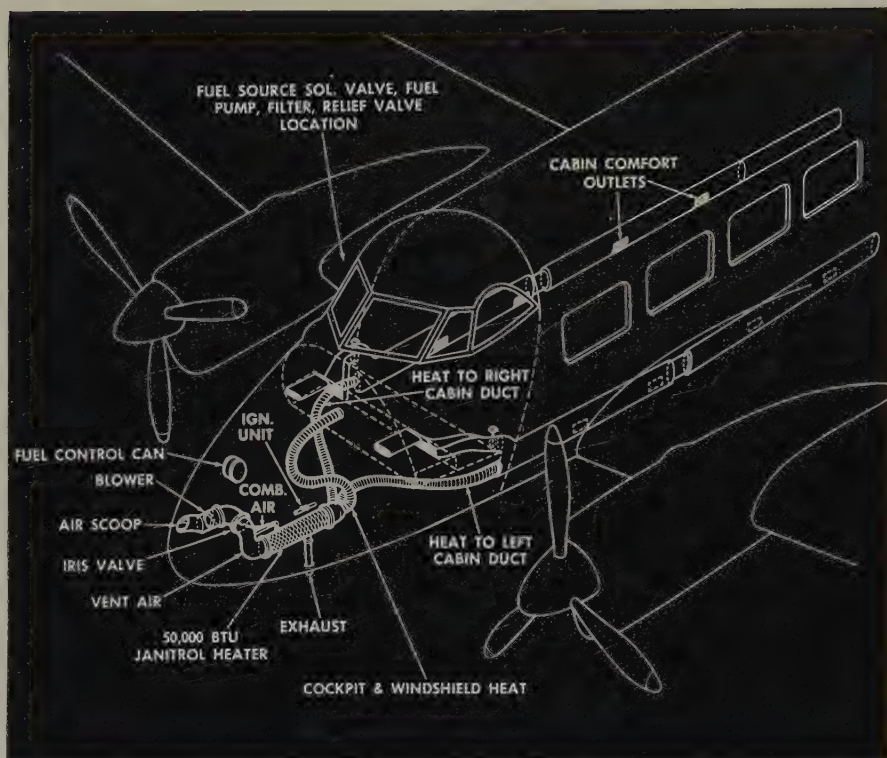 FUEL SOURCE SOL. VALVE, FUEL
PUMP, FILTER, RELIEF VALVE
LOCATION
CABIN COMFORT
OUTLETS
HEAT TO RIGHT
CABIN DUCT
IGN.
UNIT
FUEL CONTROL CAN
BLOWER
COMB.
AIR
AIR SCOOP
HEAT TO LEFT
CABIN DUCT
IRIS VALVE
VENT AIR
50,000 BTU
JANITROL HEATER
EXHAUST
COCKPIT & WINDSHIELD HEAT